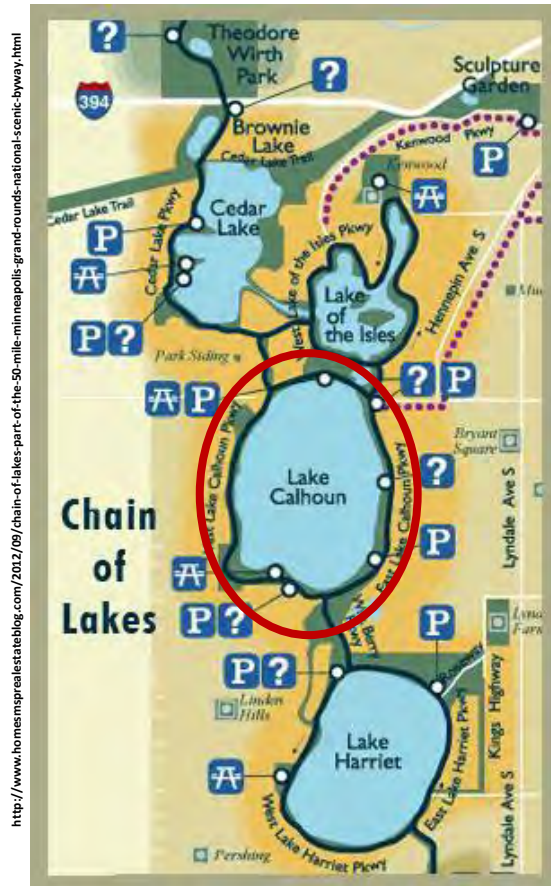 http://www.homesmsprealestateblog.com/2012/09/chain-of-lakes-part-of-the-50-mile-minneapolis-grand-rounds-national-scenic-byway.html
?
Theodore
Wirth
Park
?
Sculpture
Garden
394
Brownie
Lake
Kenwood Pkwy
P
Cedar Lake Trail
Kenwood
Cedar Lake Trail
Cedar Lake Pkwy
Cedar
Lake
P
West Lake of the Isles Pkwy
Hennepin Ave S
Lake
of
the Isles
P ?
Park Siding
P
? P
Bryant
Square
Lake Calhoun Pkwy
Lake
Calhoun
East Lake Calhoun Pkwy
?
Lyndale Ave S
Chain
of
Lakes
P
P ?
Berry
Pkwy
P
P ?
Roseway
Linden
Hills
Kings Highway
Lake
Harriet
East Lake Harriet Pkwy
West Lake Harriet Pkwy
Lyndale Ave S
Pershing